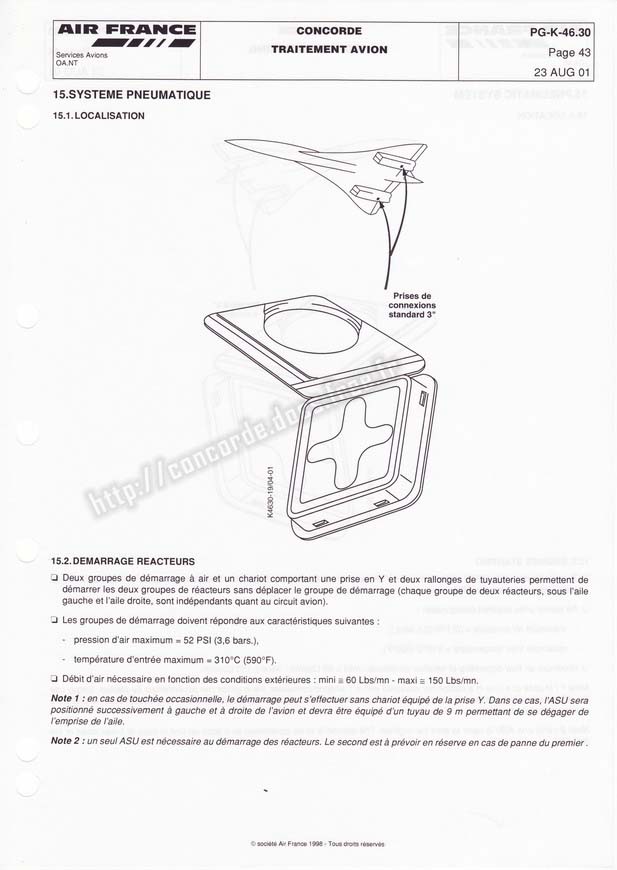 AIR FRANCE
Services Avions
OA.NT
CONCORDE
TRAITEMENT AVION
PG-K-46.30
Page 43
23 AUG 01
15.SYSTEME PNEUMATIQUE
15.1.LOCALISATION
Prises de
connexions
standard 3"
K4630-19/04-01
15.2.DEMARRAGE REACTEURS
❑ Deux groupes de démarrage à air et un chariot comportant une prise en Y et deux rallonges de tuyauteries permettent de
démarrer les deux groupes de réacteurs sans déplacer le groupe de démarrage (chaque groupe de deux réacteurs, sous l'aile
gauche et l'aile droite, sont indépendants quant au circuit avion).
❑ Les groupes de démarrage doivent répondre aux caractéristiques suivantes :
- pression d'air maximum = 52 PSI (3,6 bars.),
- température d'entrée maximum = 310°C (590°F).
❑ Débit d'air nécessaire en fonction des conditions extérieures : mini ≅ 60 Lbs/mn - maxi ≅ 150 Lbs/mn.
Note 1 : en cas de touchée occasionnelle, le démarrage peut s'effectuer sans chariot équipé de la prise Y. Dans ce cas, l'ASU sera
positionné successivement à gauche et à droite de l'avion et devra être équipé d'un tuyau de 9 m permettant de se dégager de
l'emprise de l'aile.
Note 2 : un seul ASU est nécessaire au démarrage des réacteurs. Le second est à prévoir en réserve en cas de panne du premier .
© société Air France 1998 - Tous droits réservés